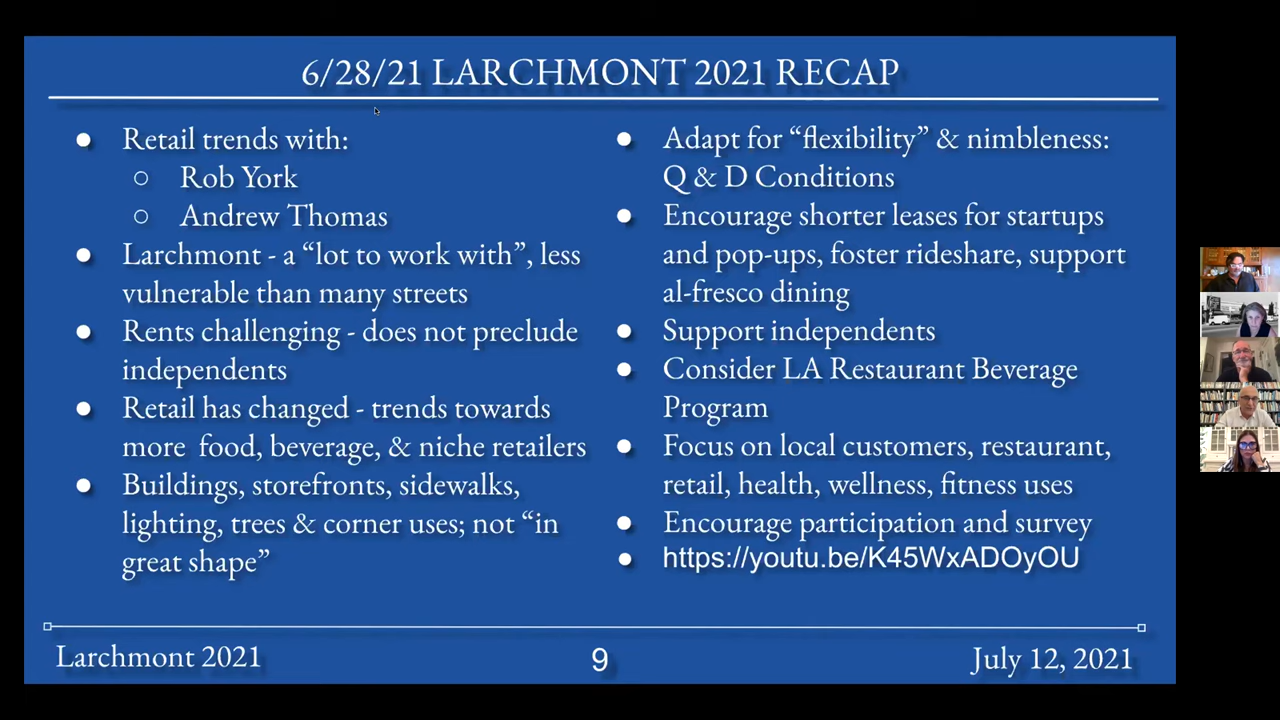 6/28/21 LARCHMONT 2021 RECAP
Retail trends with:
Rob York
Andrew Thomas
Larchmont - a “lot to work with”, less
vulnerable than many streets
Rents challenging - does not preclude
independents
Retail has changed - trends towards
more food, beverage, & niche retailers
Buildings, storefronts, sidewalks,
lighting, trees & corner uses; not “in
great shape”
Adapt for “flexibility” & nimbleness:
Q & D Conditions
Encourage shorter leases for startups
and pop-ups, foster rideshare, support
al-fresco dining
Support independents
Consider LA Restaurant Beverage
Program
Focus on local customers, restaurant,
retail, health, wellness, fitness uses
Encourage participation and survey
https://youtu.be/K45WxADOyOU
Larchmont 2021
9
July 12, 2021